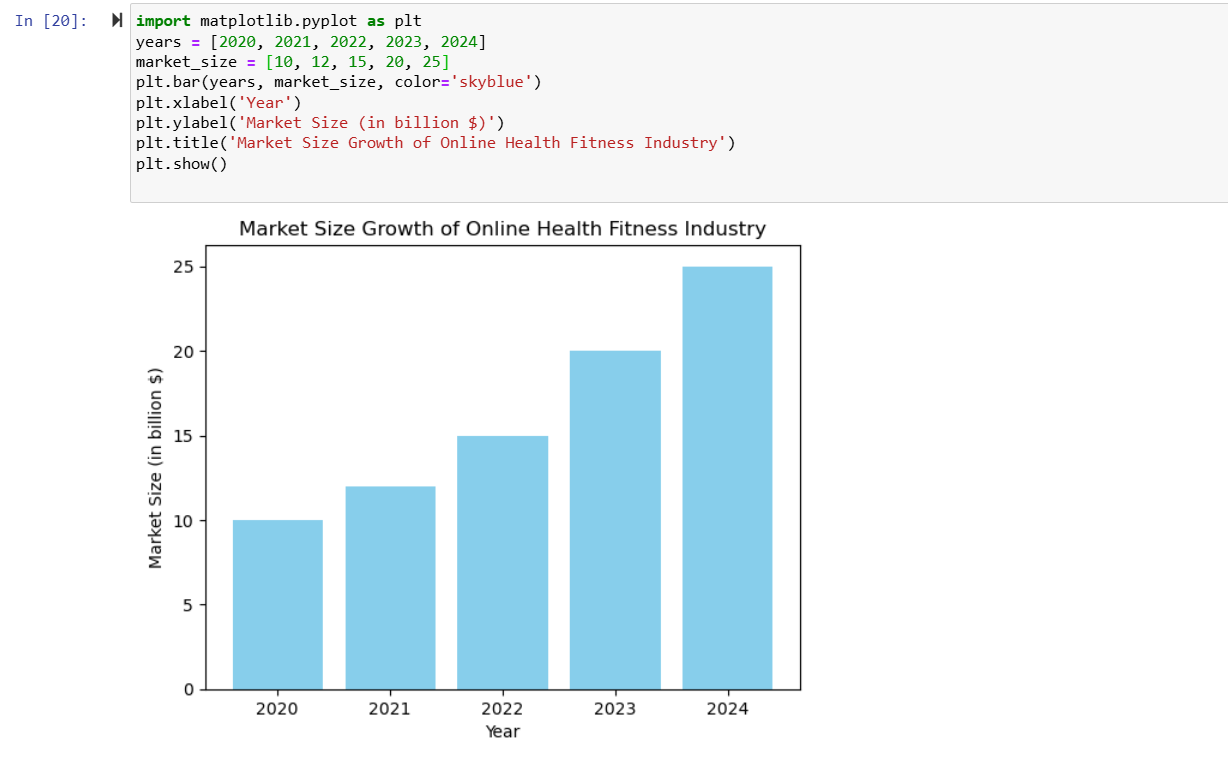 In [20]:
import matplotlib.pyplot as plt
years = [2020, 2021, 2022, 2023, 2024]
market_size = [10, 12, 15, 20, 25]
plt.bar(years, market_size, color='skyblue')
plt.xlabel('Year')
plt.ylabel('Market Size (in billion $)')
plt.title('Market Size Growth of Online Health Fitness Industry')
plt.show()
Market Size Growth of Online Health Fitness Industry
Market Size (in billion $)
25
20
15
10
5
0
2020 2021 2022 2023 2024
Year